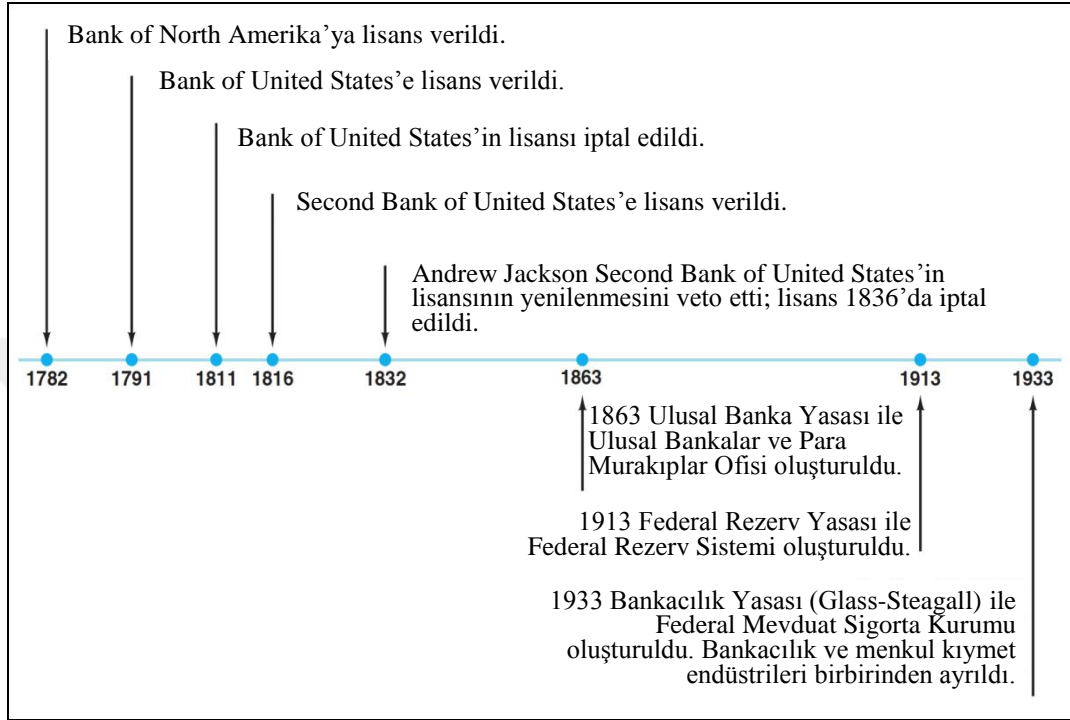 Bank of North Amerika’ya lisans verildi.
Bank of United States’e lisans verildi.
Bank of United States’in lisansı iptal edildi.
Second Bank of United States’e lisans verildi.
Andrew Jackson Second Bank of United States’in
lisansının yenilenmesini veto etti; lisans 1836’da iptal
edildi.
1782 1791 1811 1816 1832 1863 1913 1933
1863 Ulusal Banka Yasası ile
Ulusal Bankalar ve Para
Murakıplar Ofisi oluşturuldu.
1913 Federal Rezerv Yasası ile
Federal Rezerv Sistemi oluşturuldu.
1933 Bankacılık Yasası (Glass-Steagall) ile
Federal Mevduat Sigorta Kurumu
oluşturuldu. Bankacılık ve menkul kıymet
endüstrileri birbirinden ayrıldı.